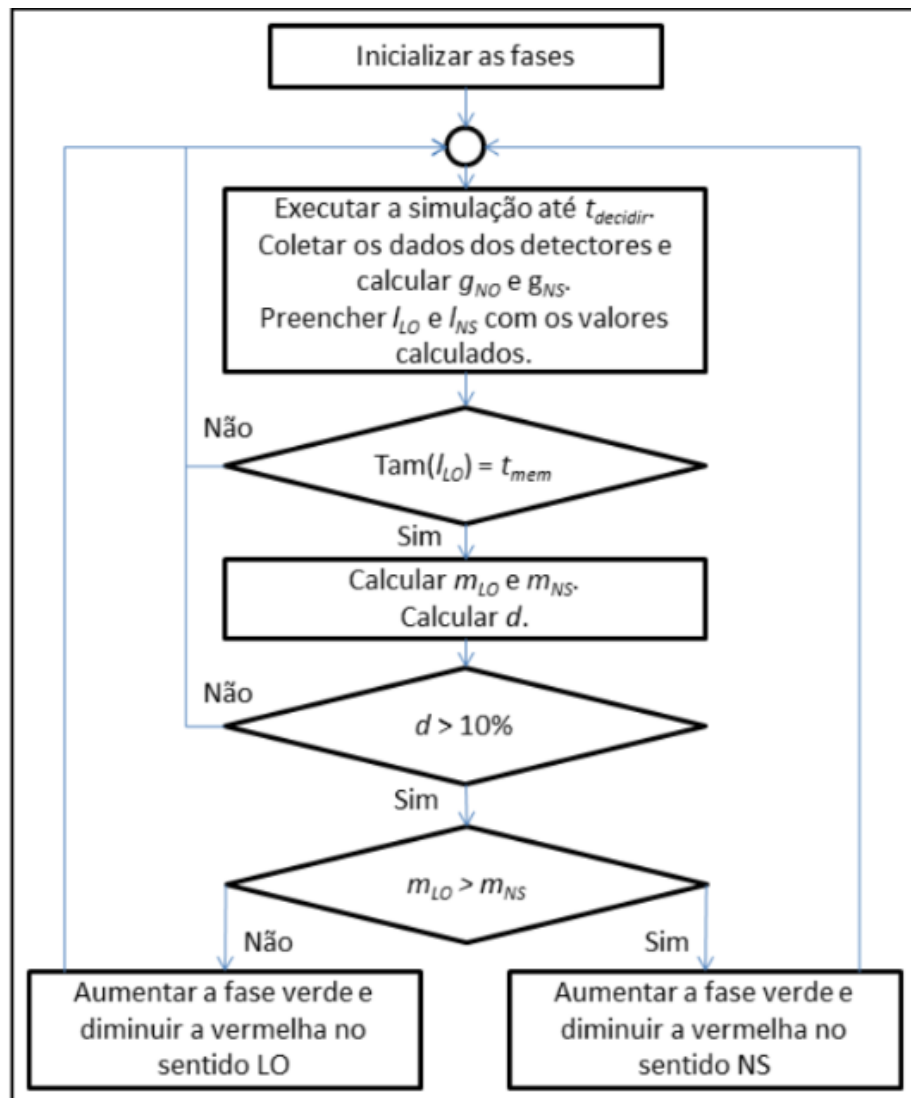 Inicializar as fases
Executar a simulação até t_decidir.
Coletar os dados dos detectores e
calcular g_NO e g_NS.
Preencher l_LO e l_NS com os valores
calculados.
Não
Tam(l_LO) = t_mem
Sim
Calcular m_LO e m_NS.
Calcular d.
Não
d > 10%
Sim
m_LO > m_NS
Não
Sim
Aumentar a fase verde e
diminuir a vermelha no
sentido LO
Aumentar a fase verde e
diminuir a vermelha no
sentido NS